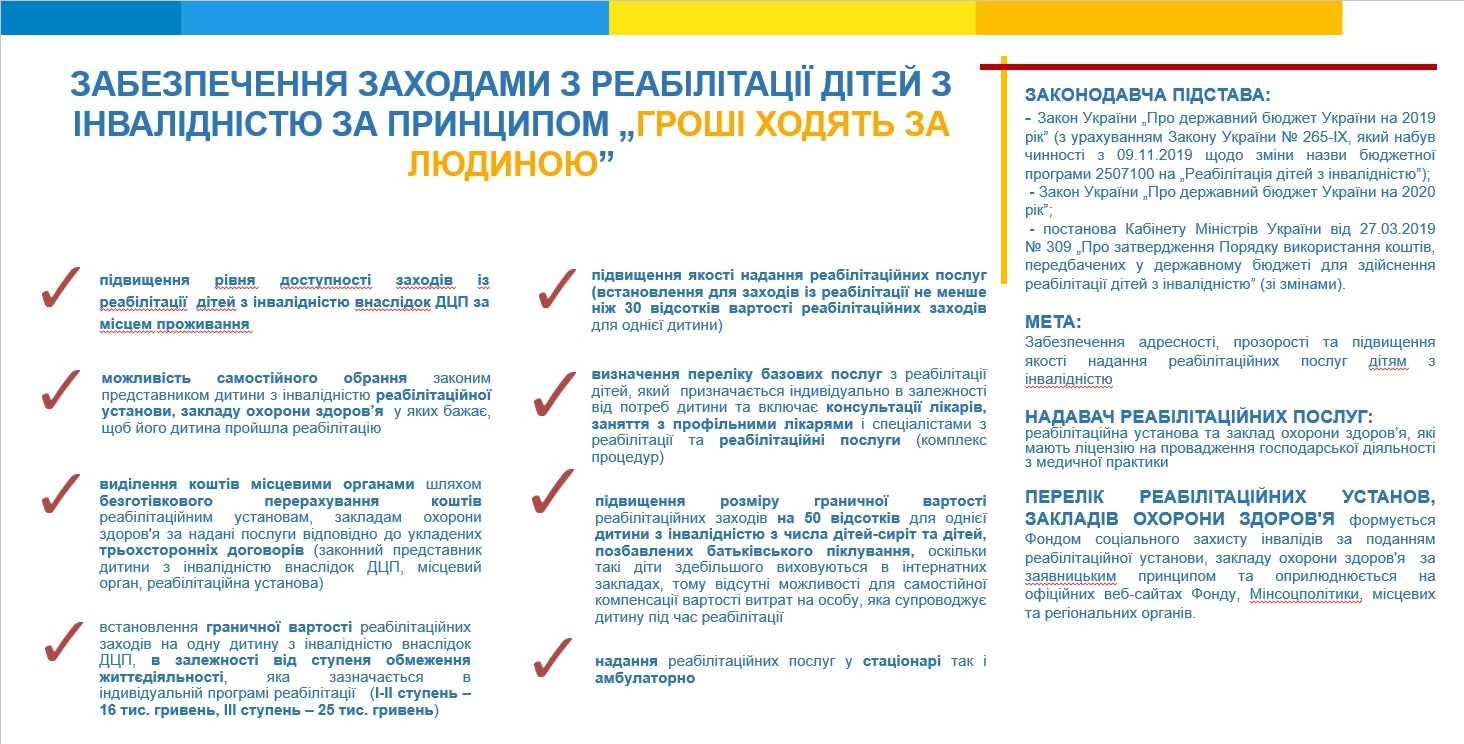 ЗАБЕЗПЕЧЕННЯ ЗАХОДАМИ З РЕАБІЛІТАЦІЇ ДІТЕЙ З
ІНВАЛІДНІСТЮ ЗА ПРИНЦИПОМ „ГРОШІ ХОДЯТЬ ЗА
ЛЮДИНОЮ”
підвищення рівня доступності заходів із
реабілітації дітей з інвалідністю внаслідок ДЦП за
місцем проживання
можливість самостійного обрання законим
представником дитини з інвалідністю реабілітаційної
установи, закладу охорони здоров’я у яких бажає,
щоб його дитина пройшла реабілітацію
виділення коштів місцевими органами шляхом
безготівкового перерахування коштів
реабілітаційним установам, закладам охорони
здоров'я за надані послуги відповідно до укладених
трьохсторонніх договорів (законний представник
дитини з інвалідністю внаслідок ДЦП, місцевий
орган, реабілітаційна установа)
встановлення граничної вартості реабілітаційних
заходів на одну дитину з інвалідністю внаслідок
ДЦП, в залежності від ступеня обмеження
життєдіяльності, яка зазначається в
індивідуальній програмі реабілітації (І-ІІ ступень –
16 тис. гривень, ІІІ ступень – 25 тис. гривень)
підвищення якості надання реабілітаційних послуг
(встановлення для заходів із реабілітації не менше
ніж 30 відсотків вартості реабілітаційних заходів
для однієї дитини)
визначення переліку базових послуг з реабілітації
дітей, який призначається індивідуально в залежності
від потреб дитини та включає консультації лікарів,
заняття з профільними лікарями і спеціалістами з
реабілітації та реабілітаційні послуги (комплекс
процедур)
підвищення розміру граничної вартості
реабілітаційних заходів на 50 відсотків для однієї
дитини з інвалідністю з числа дітей-сиріт та дітей,
позбавлених батьківського піклування, оскільки
такі діти здебільшого виховуються в інтернатних
закладах, тому відсутні можливості для самостійної
компенсації вартості витрат на особу, яка супроводжує
дитину під час реабілітації
надання реабілітаційних послуг у стаціонарі так і
амбулаторно
ЗАКОНОДАВЧА ПІДСТАВА:
- Закон України „Про державний бюджет України на 2019
рік” (з урахуванням Закону України № 265-ІХ, який набув
чинності з 09.11.2019 щодо зміни назви бюджетної
програми 2507100 на „Реабілітація дітей з інвалідністю”);
- Закон України „Про державний бюджет України на 2020
рік”;
- постанова Кабінету Міністрів України від 27.03.2019
№ 309 „Про затвердження Порядку використання коштів,
передбачених у державному бюджеті для здійснення
реабілітації дітей з інвалідністю” (зі змінами).
МЕТА:
Забезпечення адресності, прозорості та підвищення
якості надання реабілітаційних послуг дітям з
інвалідністю
НАДАВАЧ РЕАБІЛІТАЦІЙНИХ ПОСЛУГ:
реабілітаційна установа та заклад охорони здоров’я, які
мають ліцензію на провадження господарської діяльності
з медичної практики
ПЕРЕЛІК РЕАБІЛІТАЦІЙНИХ УСТАНОВ,
ЗАКЛАДІВ ОХОРОНИ ЗДОРОВ'Я формується
Фондом соціального захисту інвалідів за поданням
реабілітаційної установи, закладу охорони здоров'я за
заявницьким принципом та оприлюднюється на
офіційних веб-сайтах Фонду, Мінсоцполітики, місцевих
та регіональних органів.